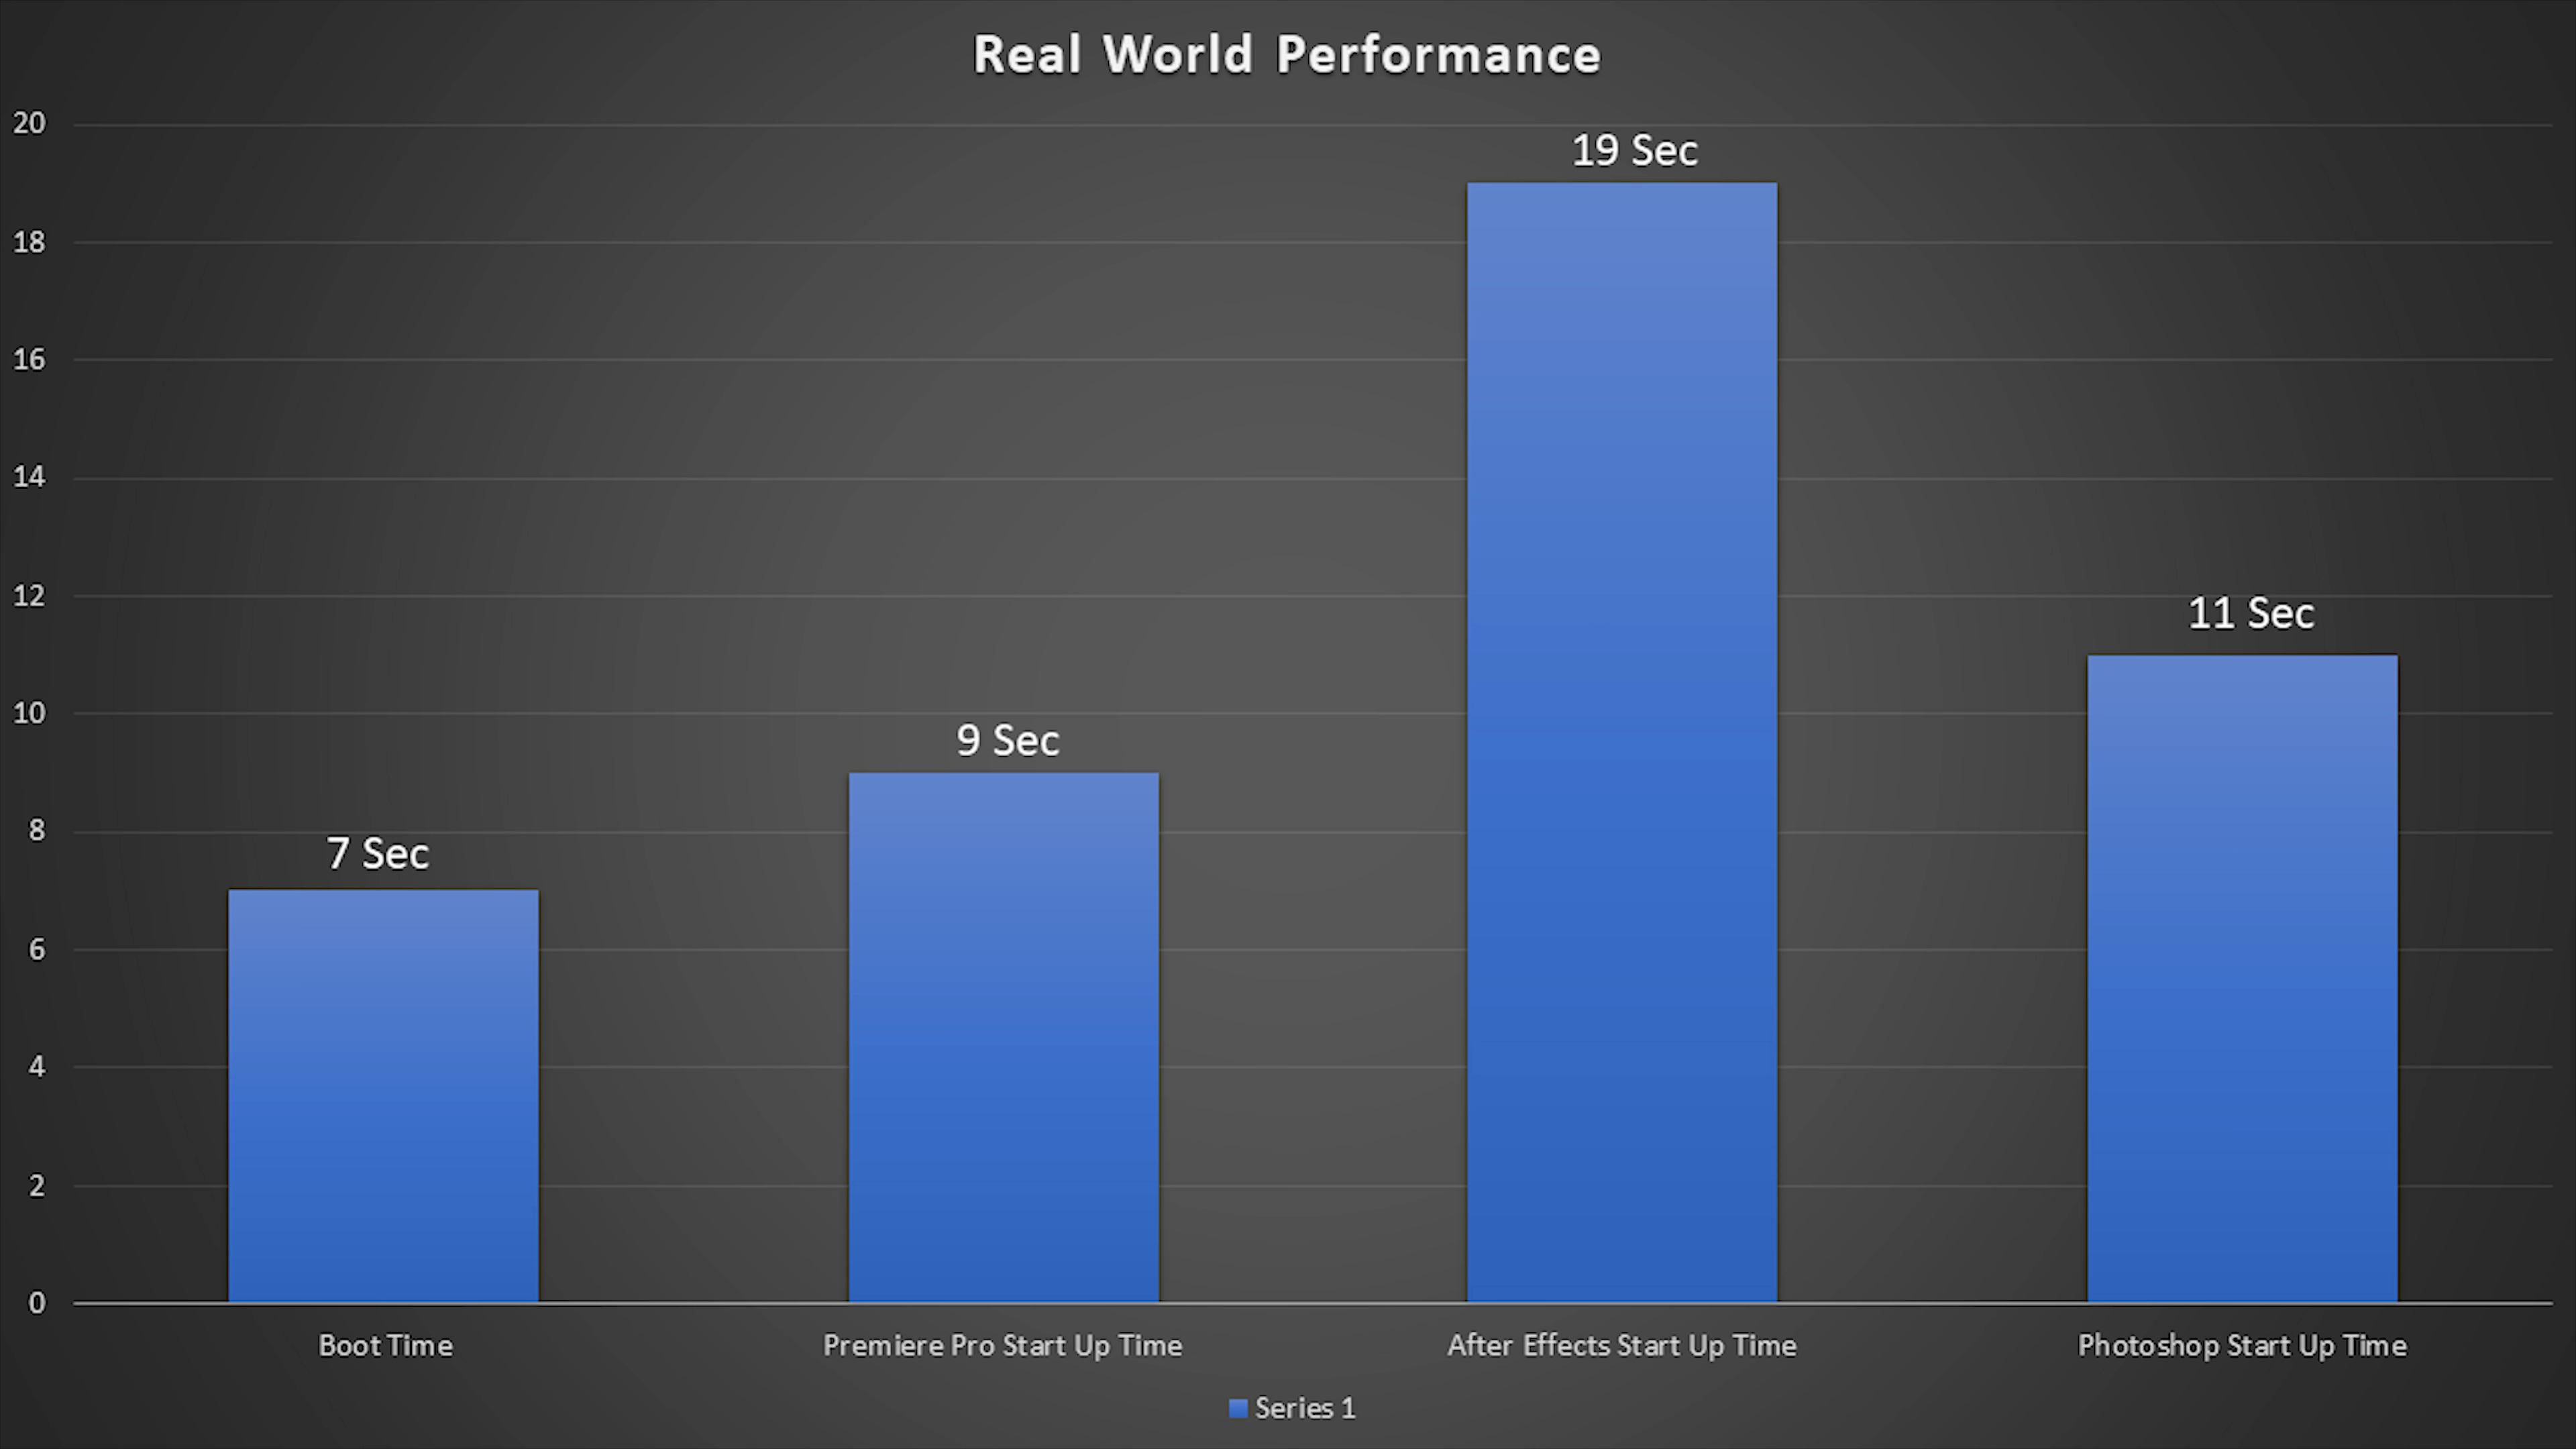 Real World Performance
20
18
16
14
12
10
8
6
4
2
0
7 Sec
9 Sec
19 Sec
11 Sec
Boot Time
Premiere Pro Start Up Time
After Effects Start Up Time
Photoshop Start Up Time
Series 1